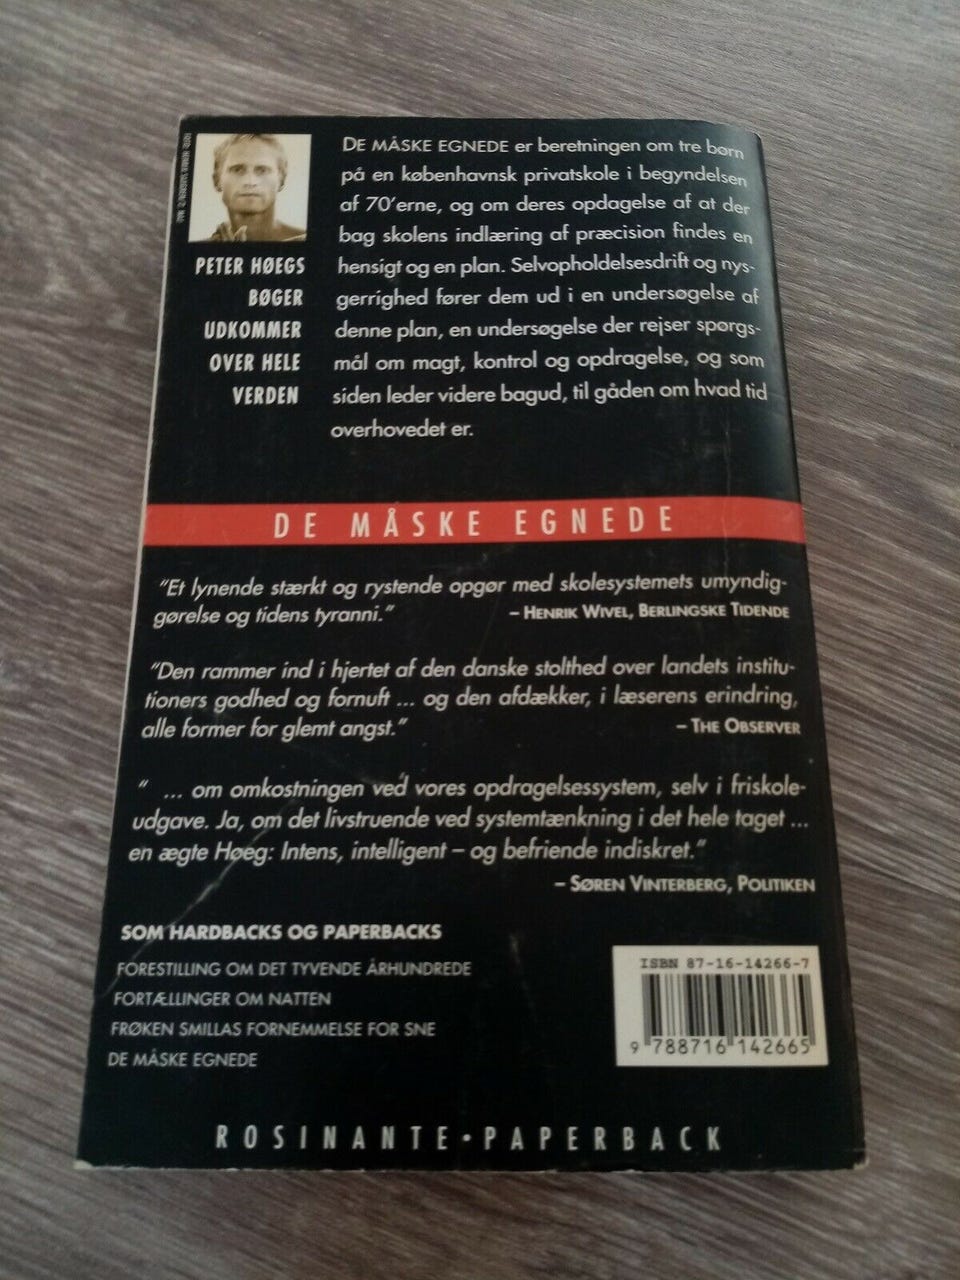 DE MÅSKE EGNEDE er beretningen om tre børn
på en københavnsk privatskole i begyndelsen
af 70'erne, og om deres opdagelse af at der
bag skolens indlæring af præcision findes en
hensigt og en plan. Selvopholdelsesdrift og nys-
gerrighed fører dem ud i en undersøgelse af
denne plan, en undersøgelse der rejser spørgs-
mål om magt, kontrol og opdragelse, og som
siden leder videre bagud, til gåden om hvad tid
overhovedet er.
PETER HØEGS
BØGER
UDKOMMER
OVER HELE
VERDEN
DE MÅSKE EGNEDE
"Et lynende stærkt og rystende opgør med skolesystemets umyndig-
gørelse og tidens tyranni."
– HENRIK WIVEL, BERLINGSKE TIDENDE
"Den rammer ind i hjertet af den danske stolthed over landets institu-
tioners godhed og fornuft ... og den afdækker, i læserens erindring,
alle former for glemt angst."
– THE OBSERVER
" ... om omkostningen ved vores opdragelsessystem, selv i friskole-
udgave. Ja, om det livstruende ved systemtænkning i det hele taget ...
en ægte Høeg: Intens, intelligent – og befriende indiskret."
– SØREN VINTERBERG, POLITIKEN
SOM HARDBACKS OG PAPERBACKS
FORESTILLING OM DET TYVENDE ÅRHUNDREDE
FORTÆLLINGER OM NATTEN
FRØKEN SMILLAS FORNEMMELSE FOR SNE
DE MÅSKE EGNEDE
ISBN 87-16-14266-7
9 788716 142665
ROSINANTE • PAPERBACK